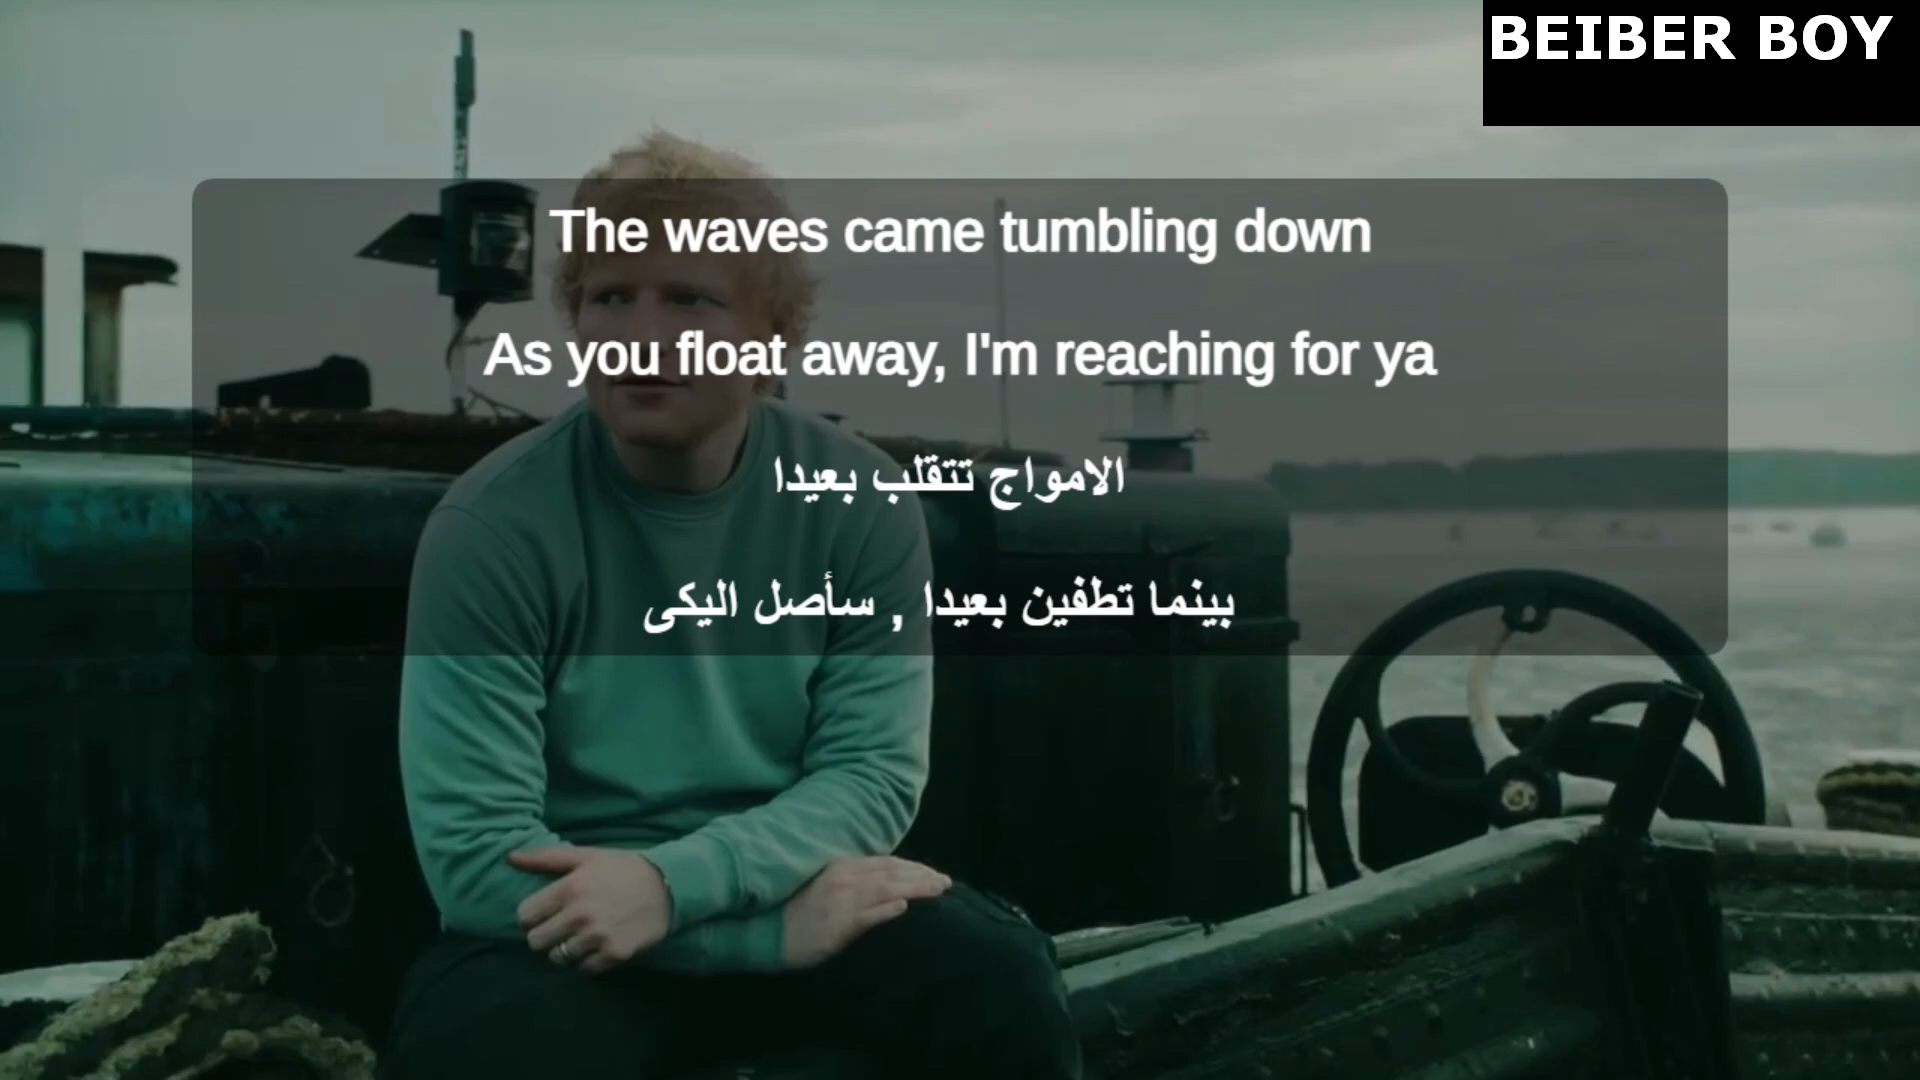 BEIBER BOY
The waves came tumbling down
As you float away, I'm reaching for ya
الامواج تتقلب بعيدا
بينما تطفين بعيدا , سأصل اليكى